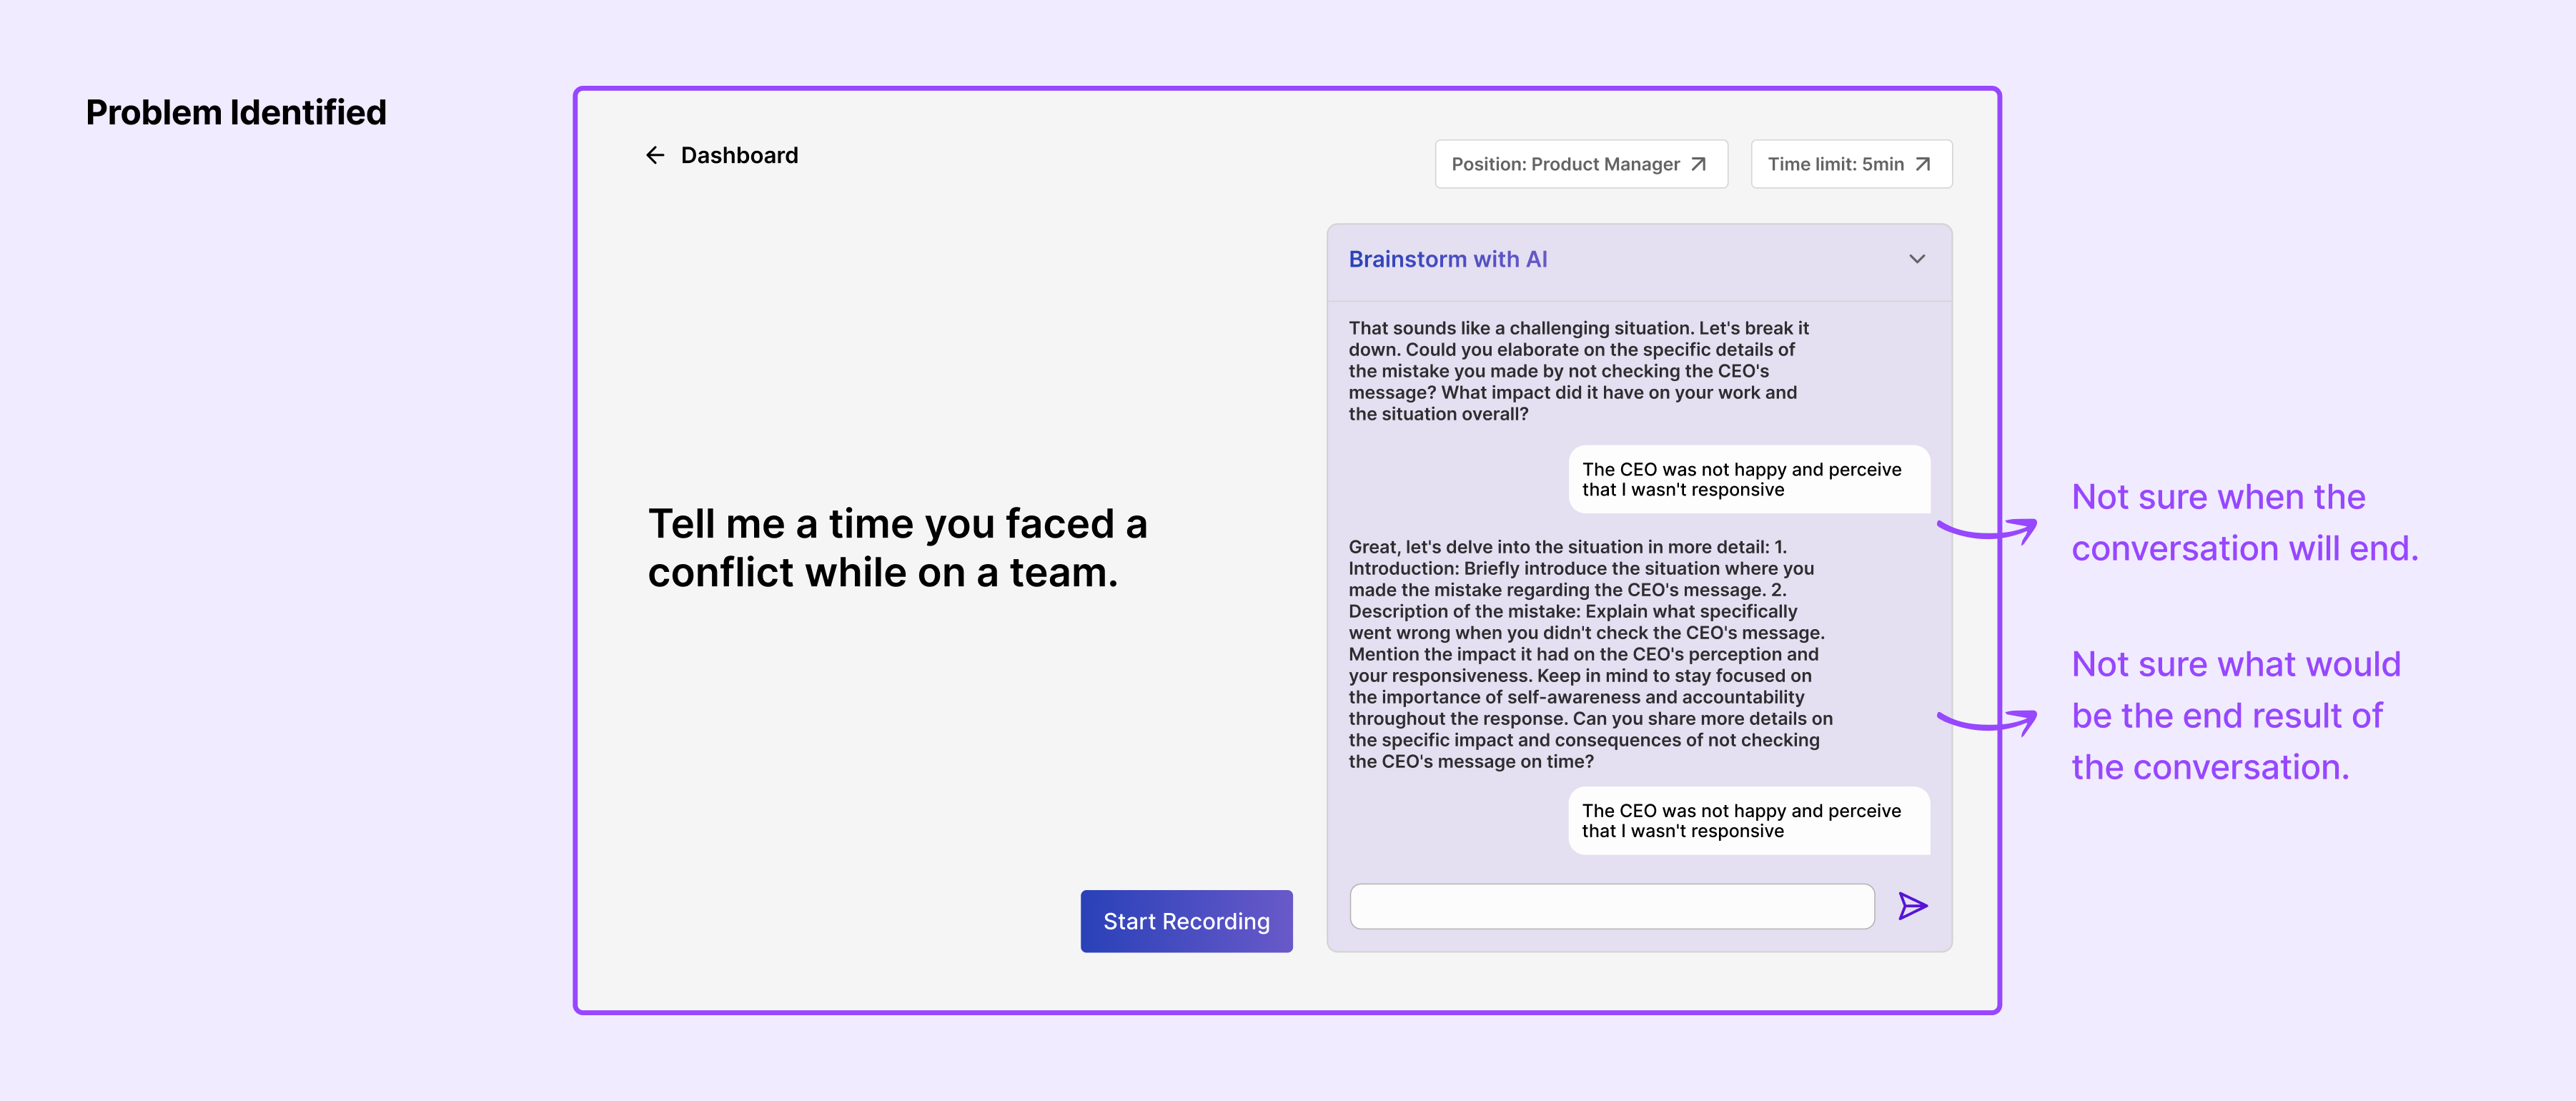 Problem Identified
Dashboard
Position: Product Manager
Time limit: 5min
Tell me a time you faced a
conflict while on a team.
Start Recording
Brainstorm with AI
That sounds like a challenging situation. Let's break it
down. Could you elaborate on the specific details of
the mistake you made by not checking the CEO's
message? What impact did it have on your work and
the situation overall?
The CEO was not happy and perceive
that I wasn't responsive
Great, let's delve into the situation in more detail: 1.
Introduction: Briefly introduce the situation where you
made the mistake regarding the CEO's message. 2.
Description of the mistake: Explain what specifically
went wrong when you didn't check the CEO's message.
Mention the impact it had on the CEO's perception and
your responsiveness. Keep in mind to stay focused on
the importance of self-awareness and accountability
throughout the response. Can you share more details on
the specific impact and consequences of not checking
the CEO's message on time?
The CEO was not happy and perceive
that I wasn't responsive
Not sure when the
conversation will end.
Not sure what would
be the end result of
the conversation.